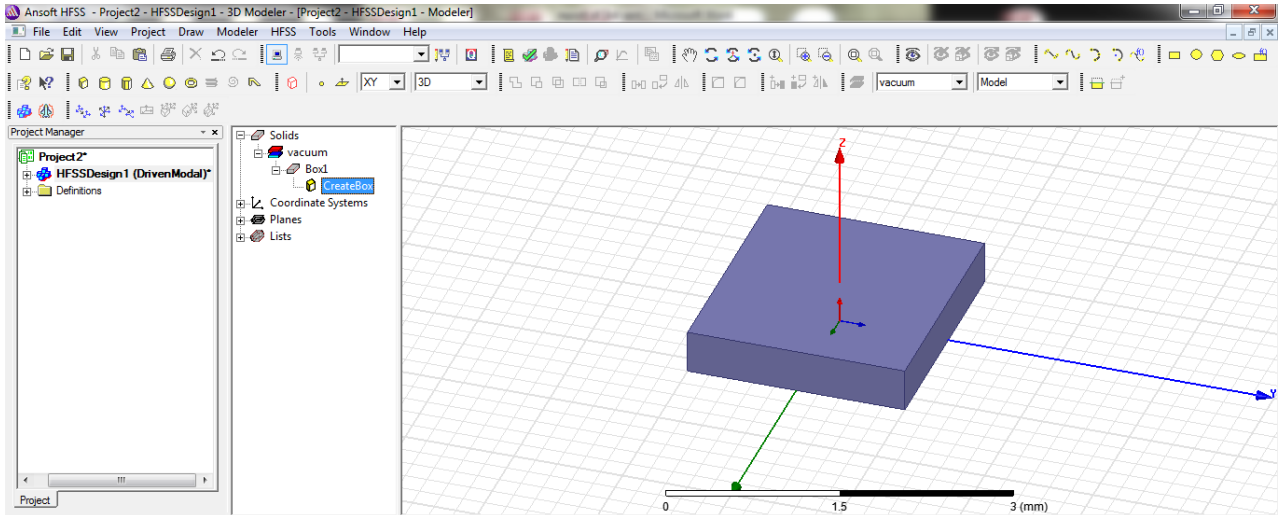 Ansoft HFSS - Project2 - HFSSDesign1 - 3D Modeler - [Project2 - HFSSDesign1 - Modeler]
File Edit View Project Draw Modeler HFSS Tools Window Help
XY 3D vacuum Model
Project Manager
Project2*
HFSSDesign1 (DrivenModal)*
Definitions
Project
Solids
vacuum
Box1
CreateBox
Coordinate Systems
Planes
Lists
Z
Y
0 1.5 3 (mm)